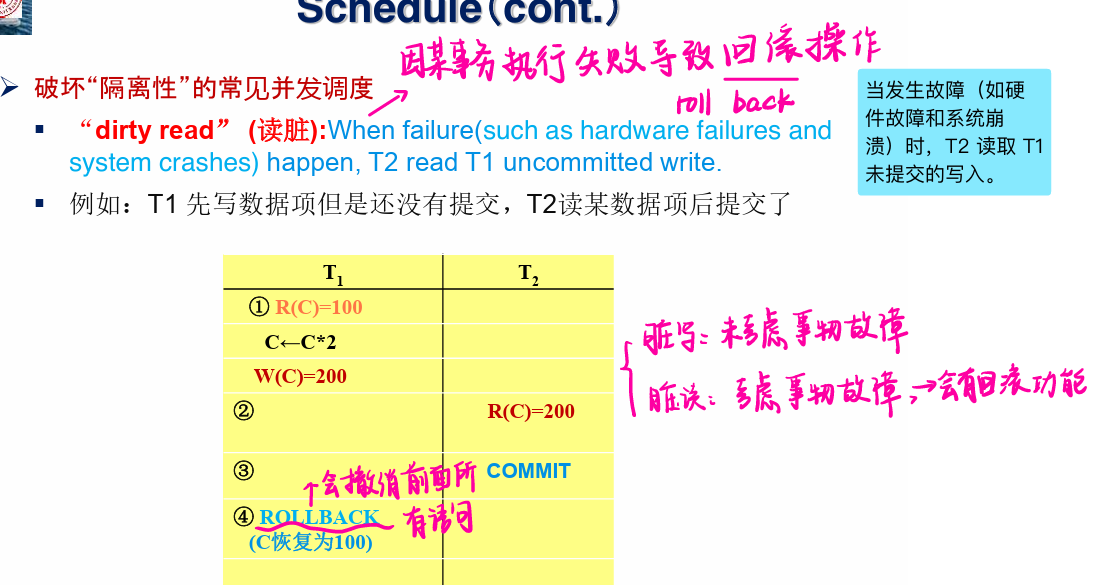 Schedule(cont.)
因某事务执行失败导致回滚操作
roll back
➢ 破坏“隔离性”的常见并发调度
▪ “dirty read” (读脏):When failure(such as hardware failures and
system crashes) happen, T2 read T1 uncommitted write.
当发生故障（如硬
件故障和系统崩
溃）时，T2 读取 T1
未提交的写入。
▪ 例如：T1 先写数据项但是还没有提交，T2读某数据项后提交了
T1 T2
① R(C)=100
C←C*2
W(C)=200
② R(C)=200
③ COMMIT
↑会撤消前面所
有语句
④ ROLLBACK
(C恢复为100)
脏写：未考虑事物故障
脏读：考虑事物故障，→会有回滚功能